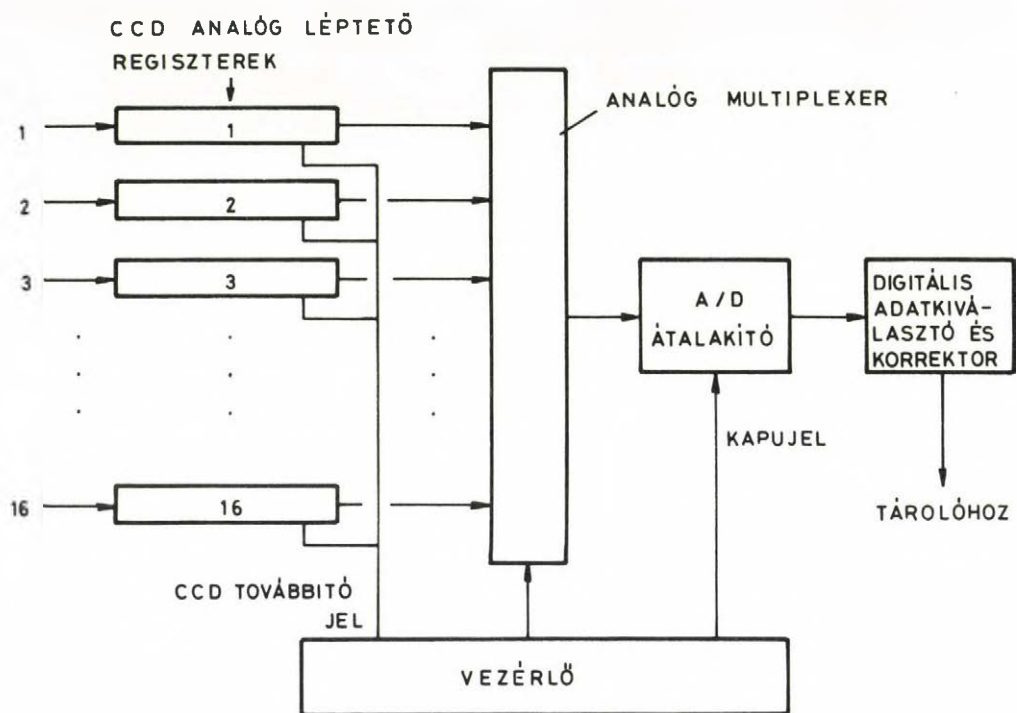 CCD ANALÓG LÉPTETŐ
REGISZTEREK
1
1
ANALÓG MULTIPLEXER
2
2
3
3
A/D
ÁTALAKÍTÓ
DIGITÁLIS
ADATKIVÁ-
LASZTÓ ÉS
KORREKTOR
KAPUJEL
16
16
TÁROLÓHOZ
CCD TOVÁBBITÓ
JEL
VEZÉRLŐ